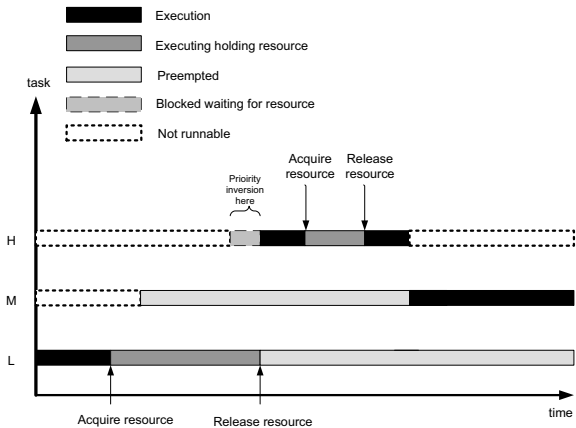 Execution
Executing holding resource
Preempted
task
Blocked waiting for resource
Not runnable
Prioirity
inversion
here
Acquire
resource
Release
resource
H
M
L
time
Acquire resource
Release resource